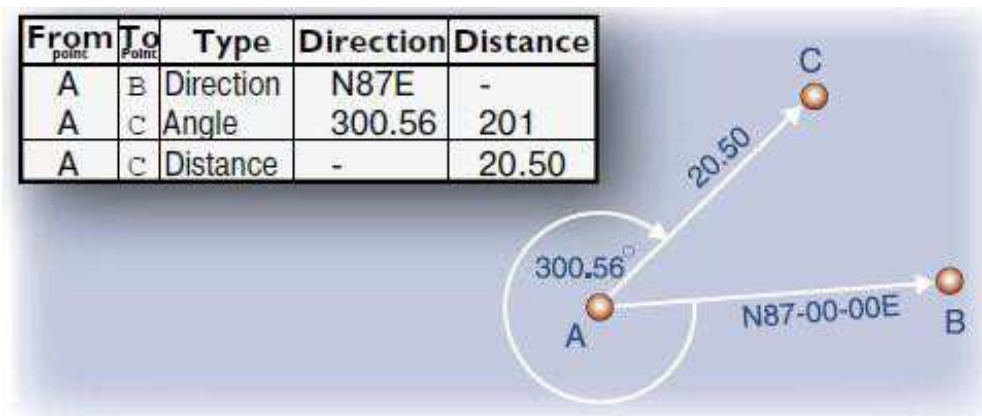 From point To Point Type Direction Distance
A B Direction N87E -
A C Angle 300.56 201
A C Distance - 20.50
C
20.50
300.56°
A
N87-00-00E
B